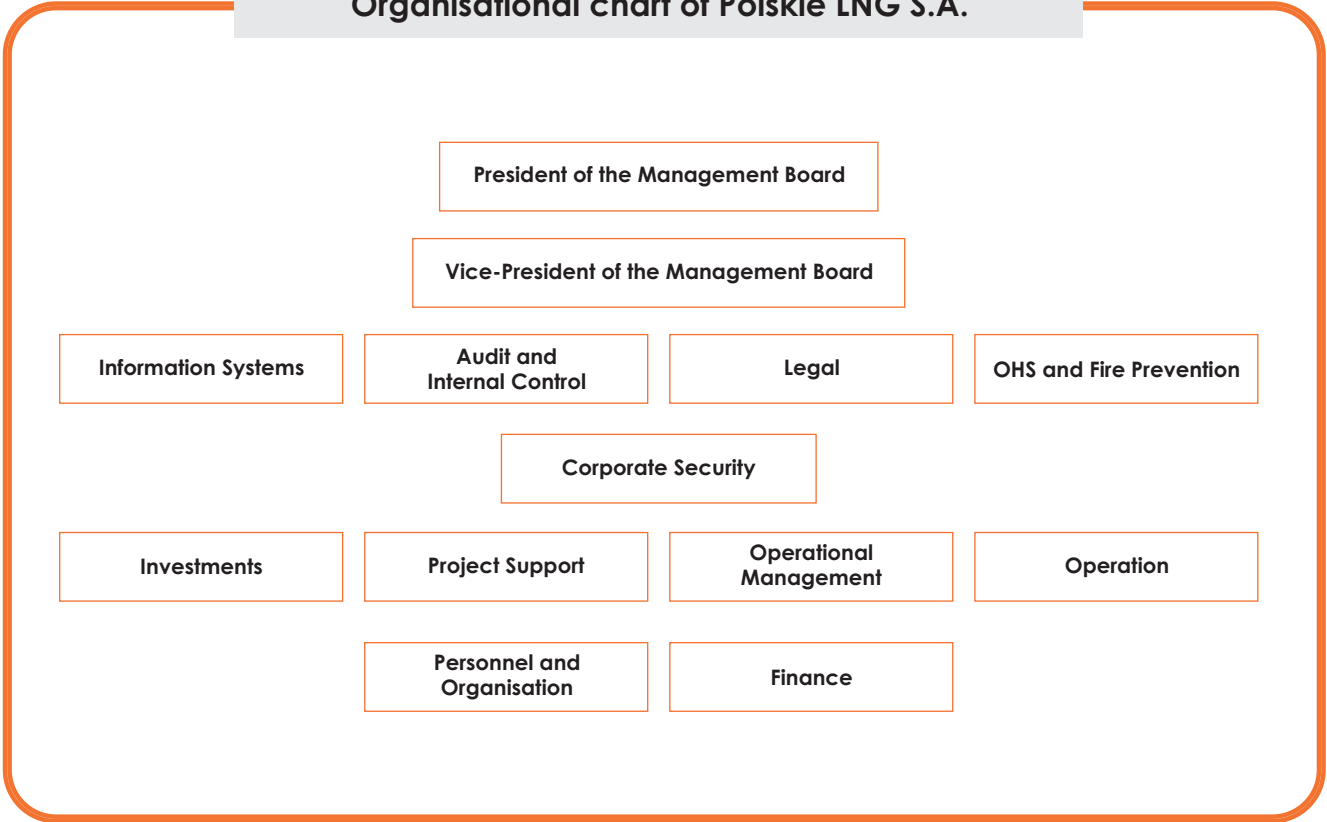 Organisational chart of Polskie LNG S.A.
President of the Management Board
Vice-President of the Management Board
Information Systems
Audit and
Internal Control
Legal
OHS and Fire Prevention
Corporate Security
Investments
Project Support
Operational
Management
Operation
Personnel and
Organisation
Finance